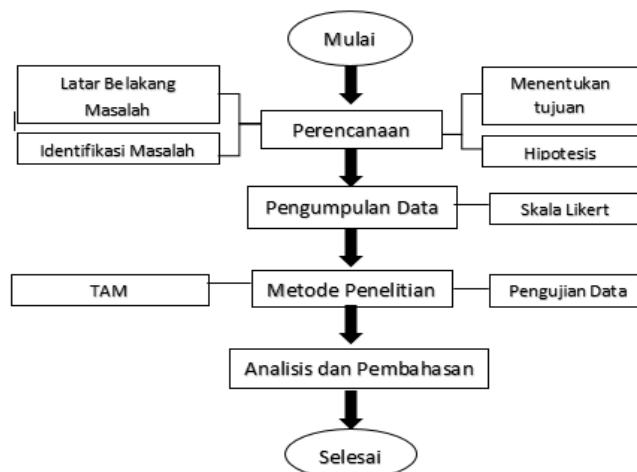 Mulai
Latar Belakang
Masalah
Identifikasi Masalah
Perencanaan
Menentukan
tujuan
Hipotesis
Pengumpulan Data
Skala Likert
TAM
Metode Penelitian
Pengujian Data
Analisis dan Pembahasan
Selesai